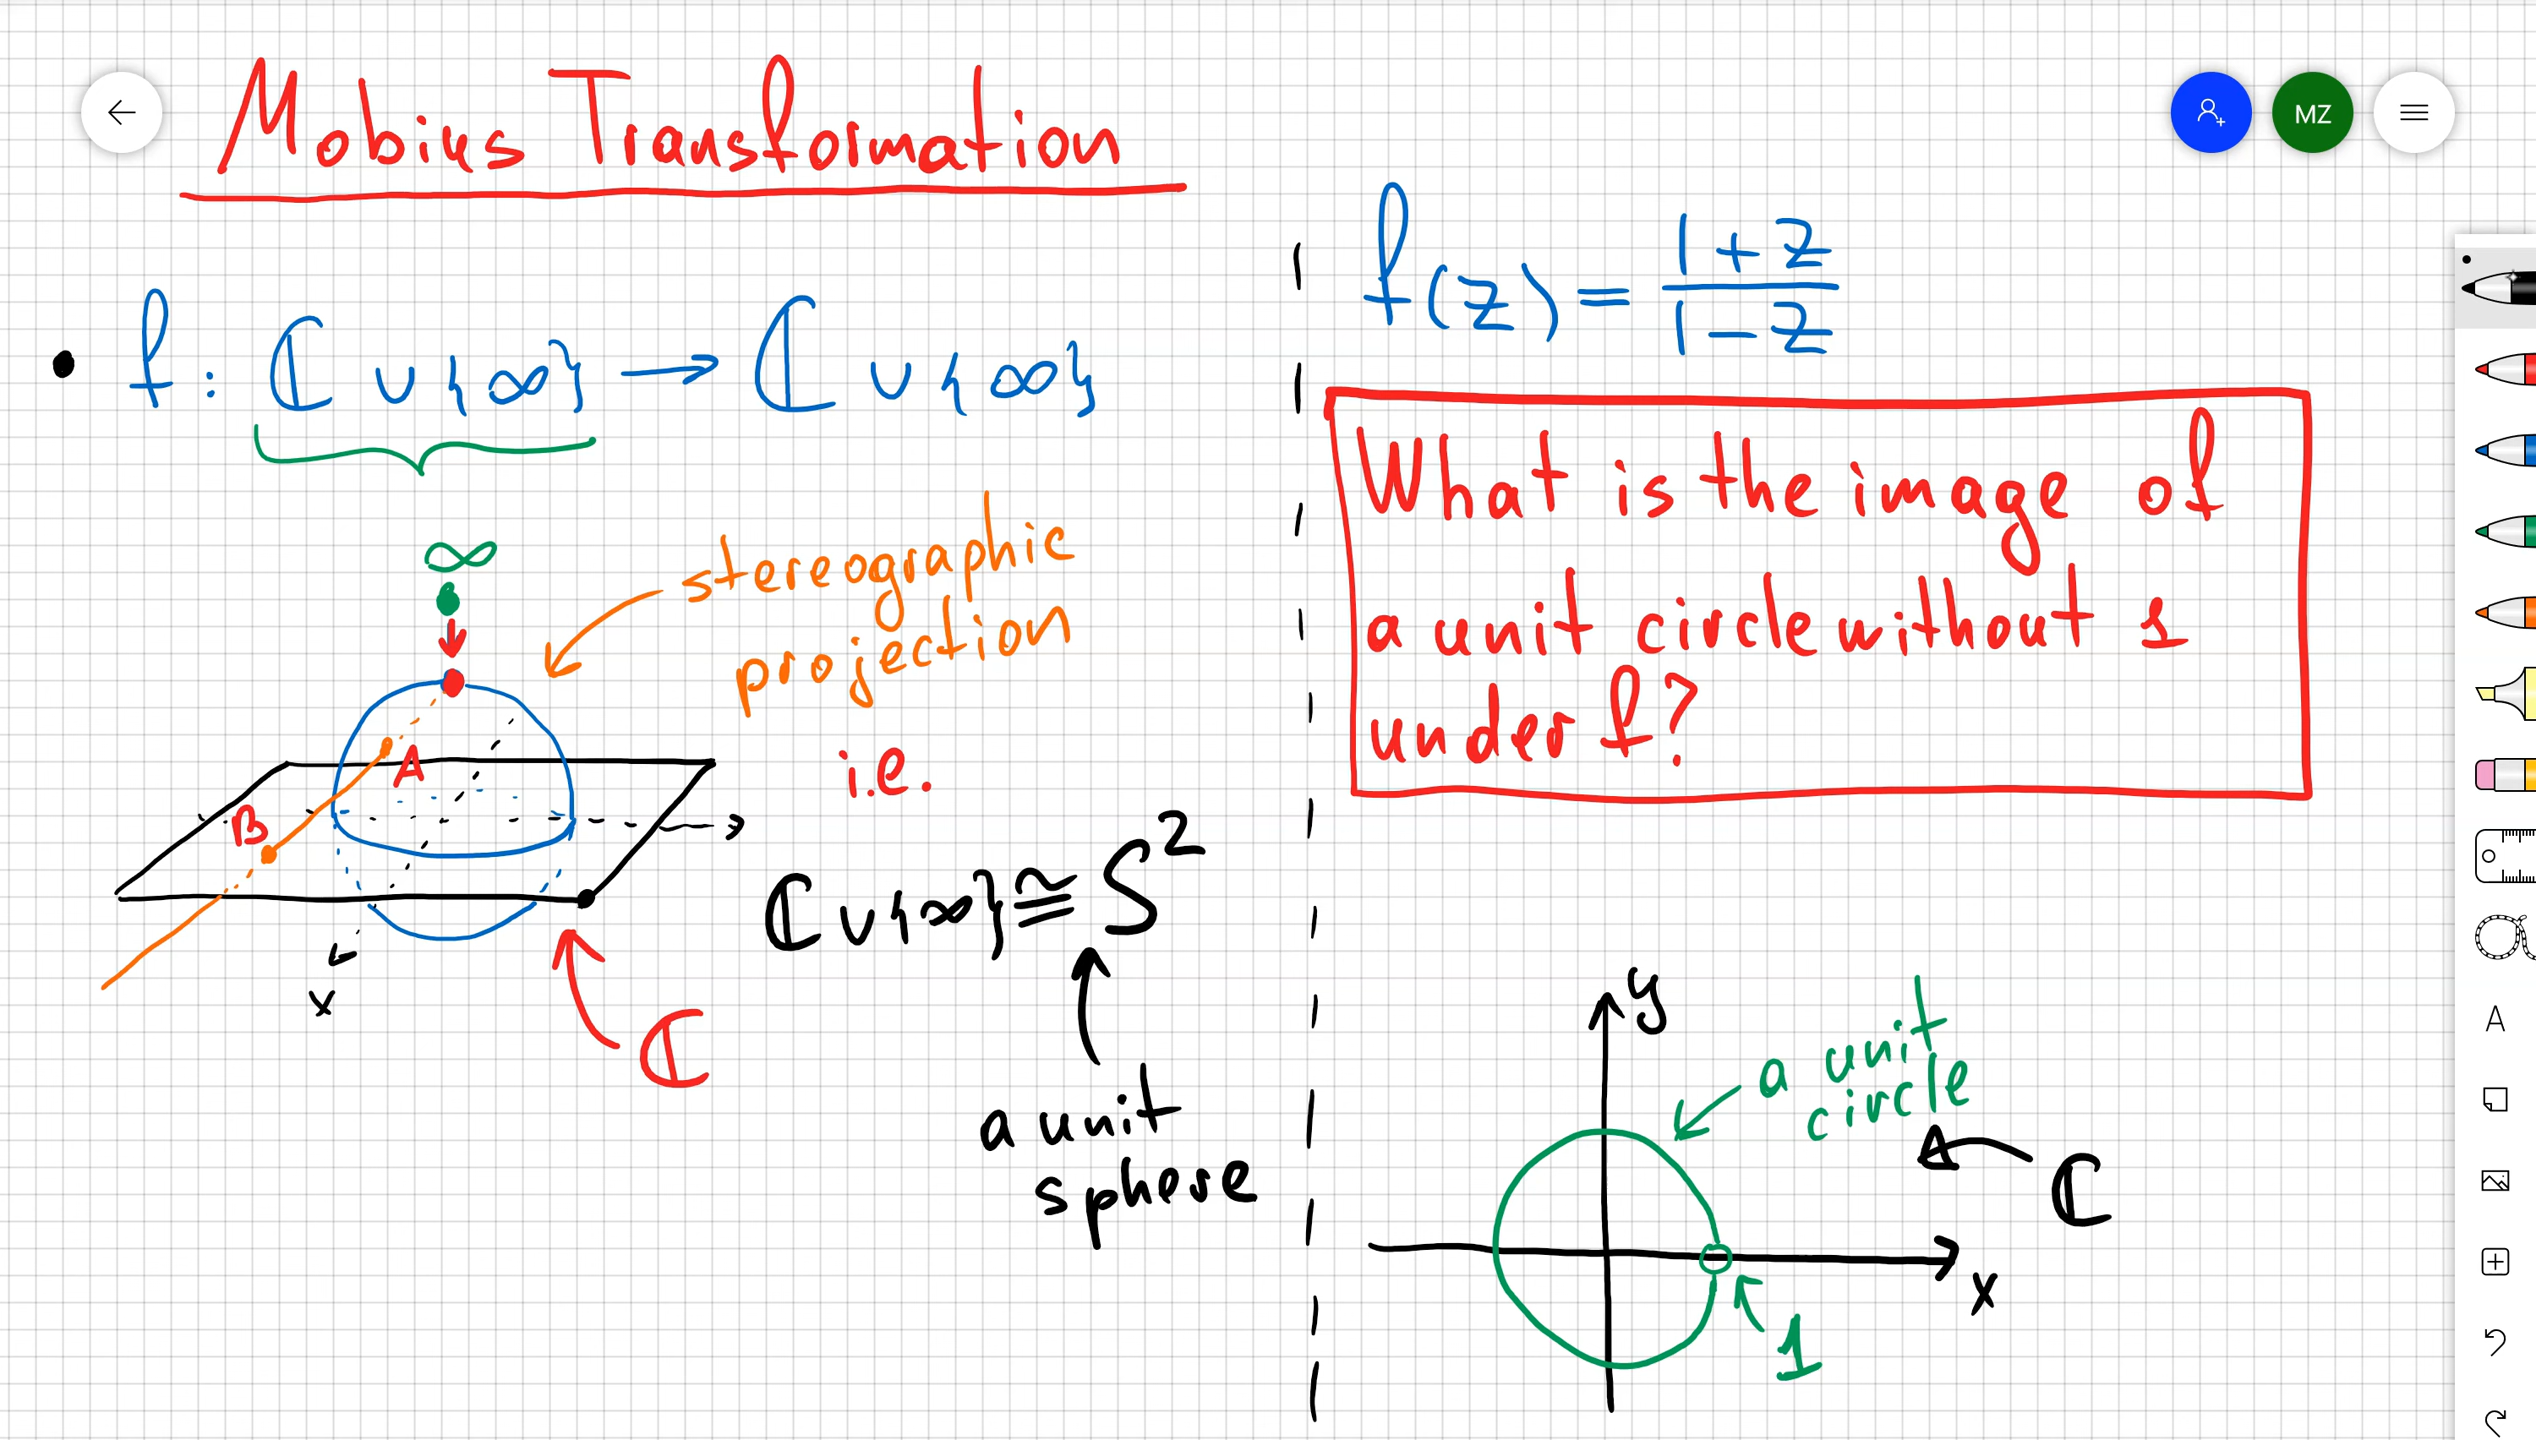 Mobius Transformation
MZ
f: ℂ ∪ {∞} → ℂ ∪ {∞}
∞
stereographic
projection
i.e.
A
B
x
ℂ
ℂ ∪ {∞} ≅ S²
a unit
sphere
f(z) = (1+z)/(1-z)
What is the image of
a unit circle without 1
under f?
y
a unit
circle
ℂ
x
1
A